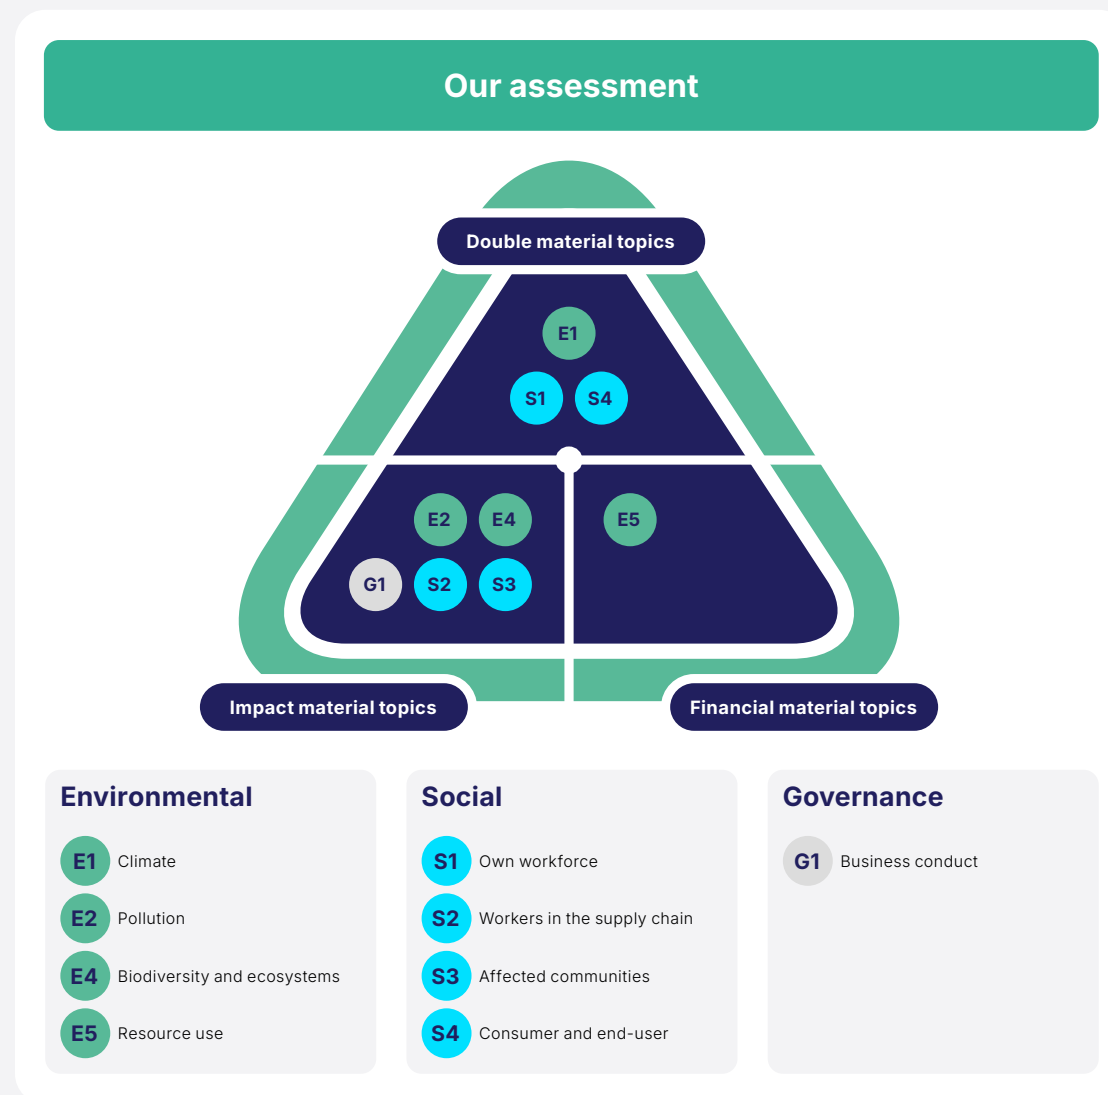 Our assessment
Double material topics
E1
S1 S4
E2 E4 E5
G1 S2 S3
Impact material topics
Financial material topics
Environmental
E1 Climate
E2 Pollution
E4 Biodiversity and ecosystems
E5 Resource use
Social
S1 Own workforce
S2 Workers in the supply chain
S3 Affected communities
S4 Consumer and end-user
Governance
G1 Business conduct